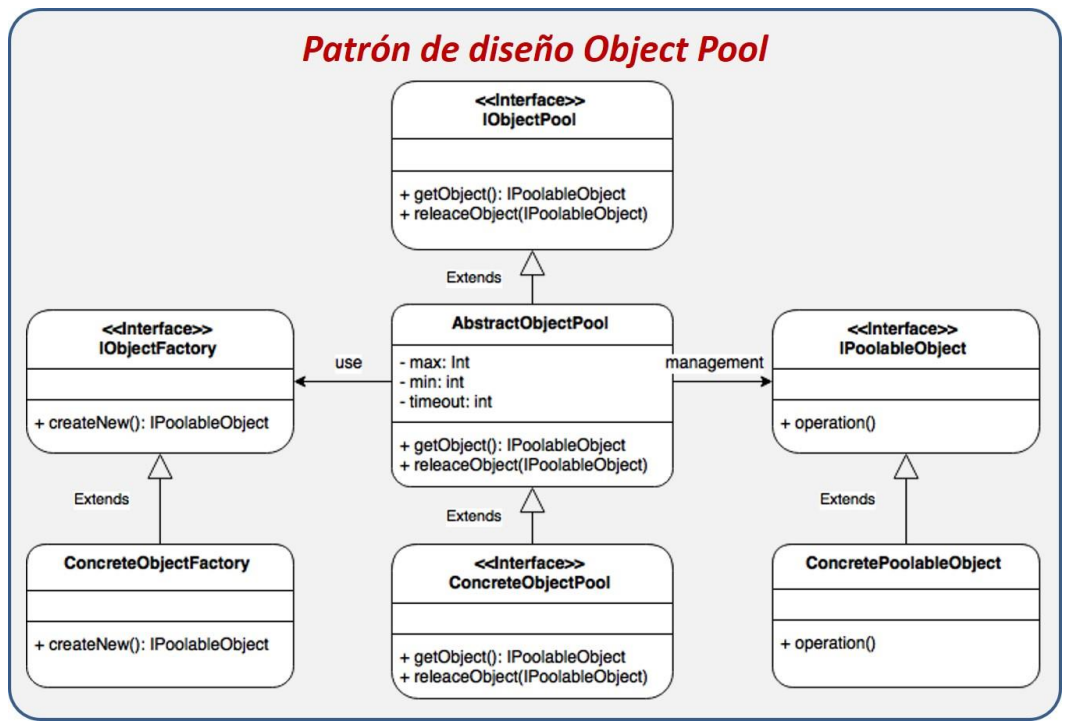 Patrón de diseño Object Pool
<<Interface>>
IObjectPool
+ getObject(): IPoolableObject
+ releaceObject(IPoolableObject)
Extends
<<Interface>>
IObjectFactory
+ createNew(): IPoolableObject
use
AbstractObjectPool
- max: Int
- min: int
- timeout: int
+ getObject(): IPoolableObject
+ releaceObject(IPoolableObject)
management
<<Interface>>
IPoolableObject
+ operation()
Extends
Extends
Extends
ConcreteObjectFactory
+ createNew(): IPoolableObject
<<Interface>>
ConcreteObjectPool
+ getObject(): IPoolableObject
+ releaceObject(IPoolableObject)
ConcretePoolableObject
+ operation()